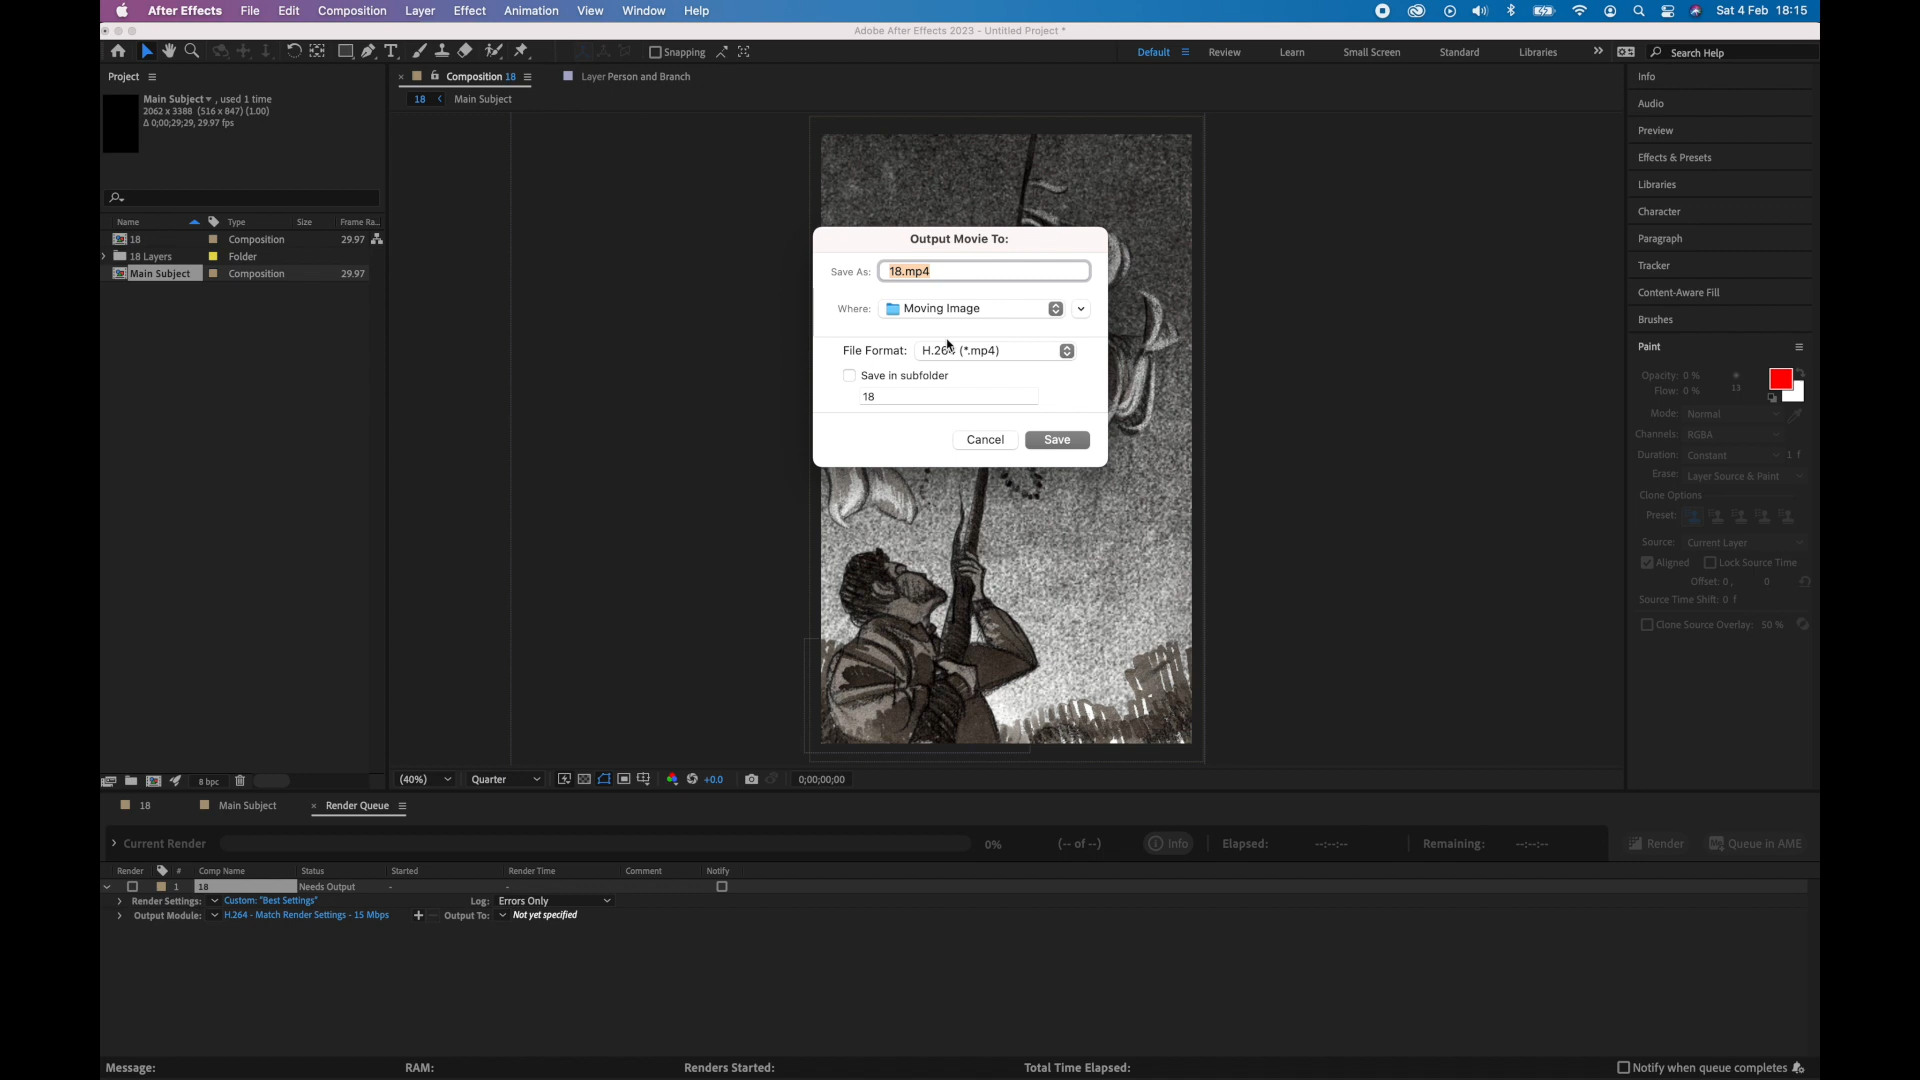 After Effects File Edit Composition Layer Effect Animation View Window Help Sat 4 Feb 18:15
Adobe After Effects 2023 - Untitled Project *
Snapping Default Review Learn Small Screen Standard Libraries Search Help
Project
Main Subject , used 1 time
2062 x 3388 (516 x 847) (1.00)
Δ 0;00;29;29, 29.97 fps
Name Type Size Frame Ra...
18 Composition 29.97
18 Layers Folder
Main Subject Composition 29.97
8 bpc
Composition 18 Layer Person and Branch
18 Main Subject
Output Movie To:
Save As: 18.mp4
Where: Moving Image
File Format: H.264 (*.mp4)
Save in subfolder
18
Cancel Save
(40%) Quarter +0.0 0;00;00;00
Info
Audio
Preview
Effects & Presets
Libraries
Character
Paragraph
Tracker
Content-Aware Fill
Brushes
Paint
Opacity: 0 %
Flow: 0 % 13
Mode: Normal
Channels: RGBA
Duration: Constant 1 f
Erase: Layer Source & Paint
Clone Options
Preset:
Source: Current Layer
Aligned Lock Source Time
Offset: 0, 0
Source Time Shift: 0 f
Clone Source Overlay: 50 %
18 Main Subject Render Queue
Current Render 0% (-- of --) Info Elapsed: --:--:-- Remaining: --:--:-- Render Queue in AME
Render # Comp Name Status Started Render Time Comment Notify
1 18 Needs Output - -
Render Settings: Custom: "Best Settings" Log: Errors Only
Output Module: H.264 - Match Render Settings - 15 Mbps Output To: Not yet specified
Message: RAM: Renders Started: Total Time Elapsed: Notify when queue completes